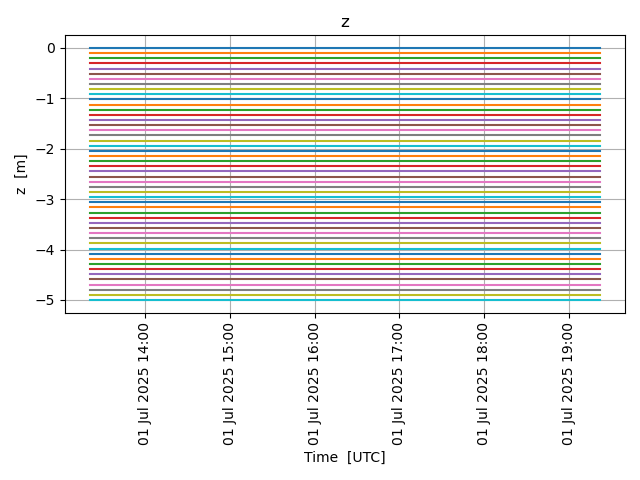 z
0
−1
−2
−3
−4
−5
z [m]
01 Jul 2025 14:00
01 Jul 2025 15:00
01 Jul 2025 16:00
01 Jul 2025 17:00
01 Jul 2025 18:00
01 Jul 2025 19:00
Time [UTC]